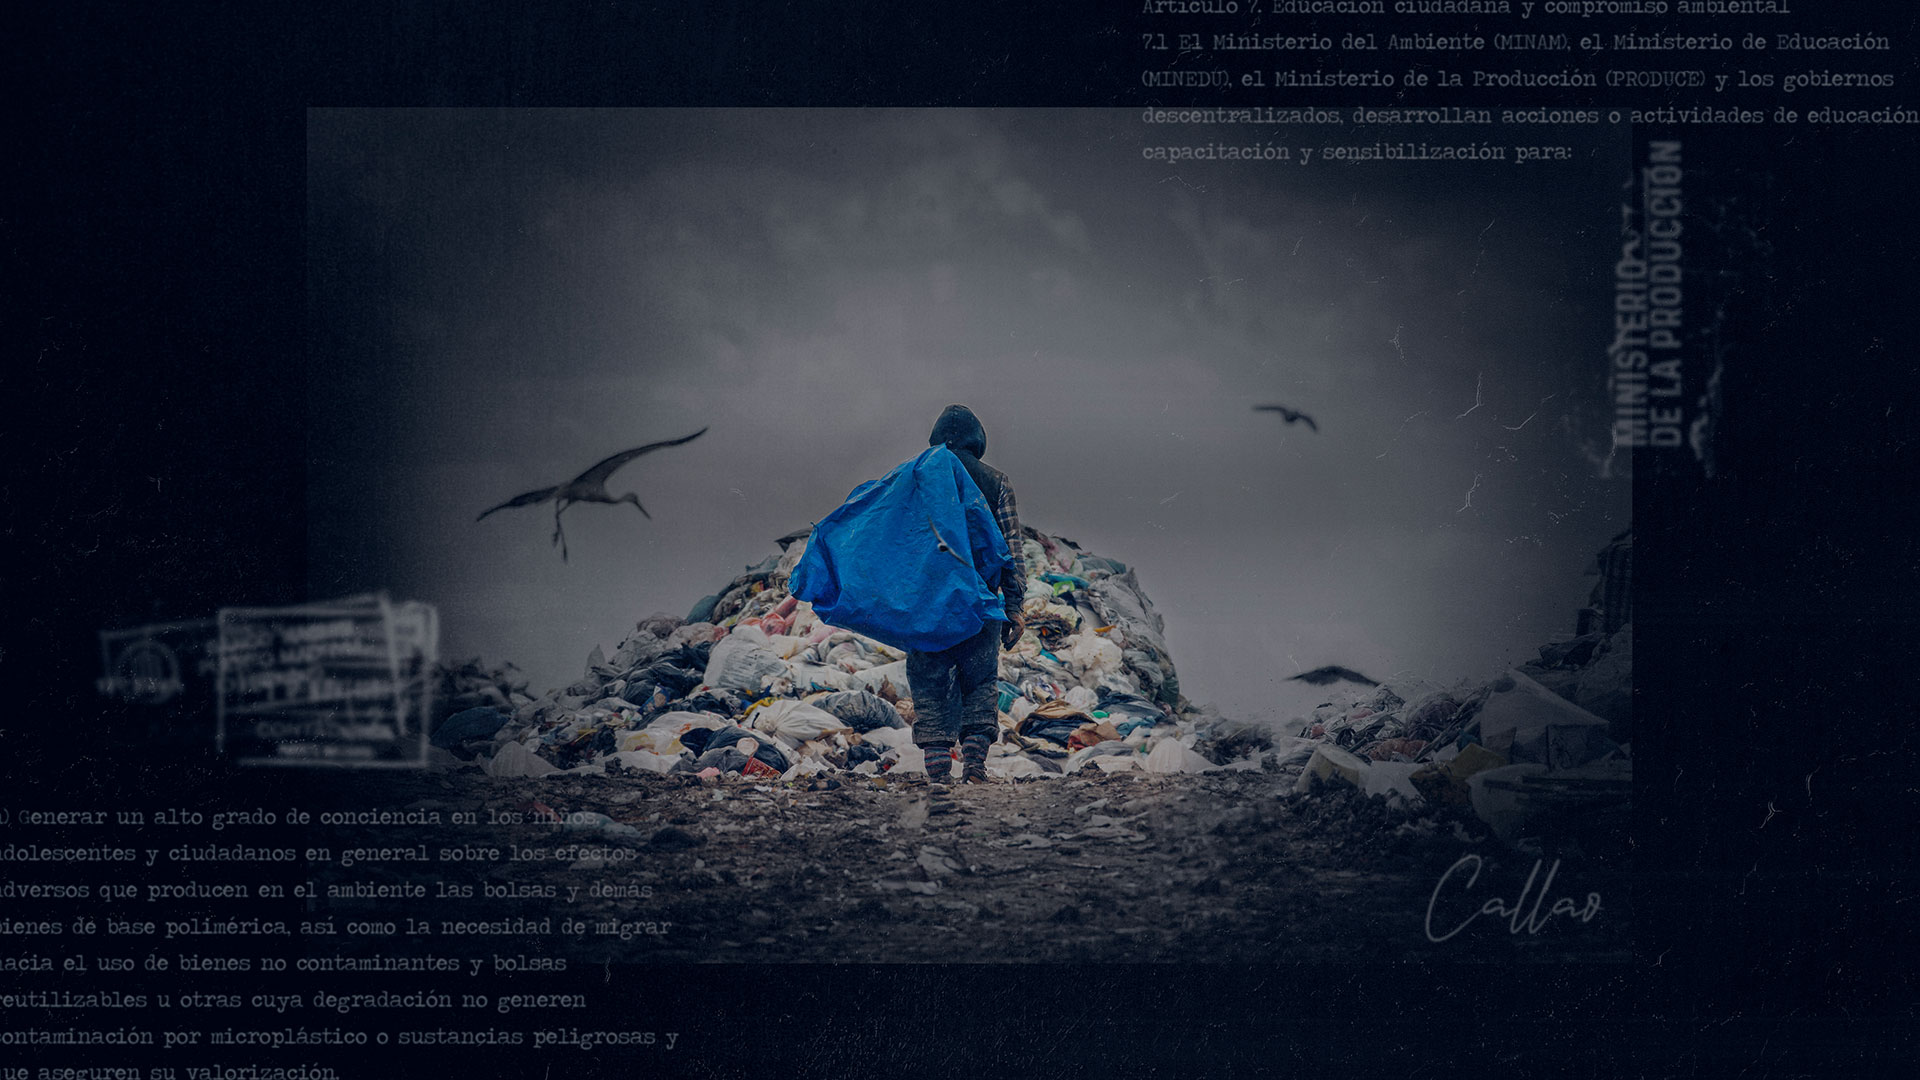 Artículo 7. Educación ciudadana y compromiso ambiental
7.1 El Ministerio del Ambiente (MINAM), el Ministerio de Educación
(MINEDU), el Ministerio de la Producción (PRODUCE) y los gobiernos
descentralizados, desarrollan acciones o actividades de educación
capacitación y sensibilización para:
MINISTERIO
DE LA PRODUCCIÓN
) Generar un alto grado de conciencia en los niños,
adolescentes y ciudadanos en general sobre los efectos
adversos que producen en el ambiente las bolsas y demás
bienes de base polimérica, así como la necesidad de migrar
hacia el uso de bienes no contaminantes y bolsas
reutilizables u otras cuya degradación no generen
contaminación por microplástico o sustancias peligrosas y
que aseguren su valorización.
Callao